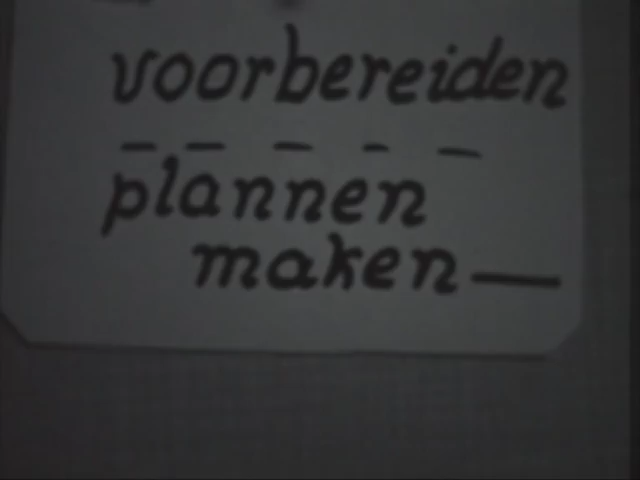 voorbereiden
– – – – –
plannen
maken —